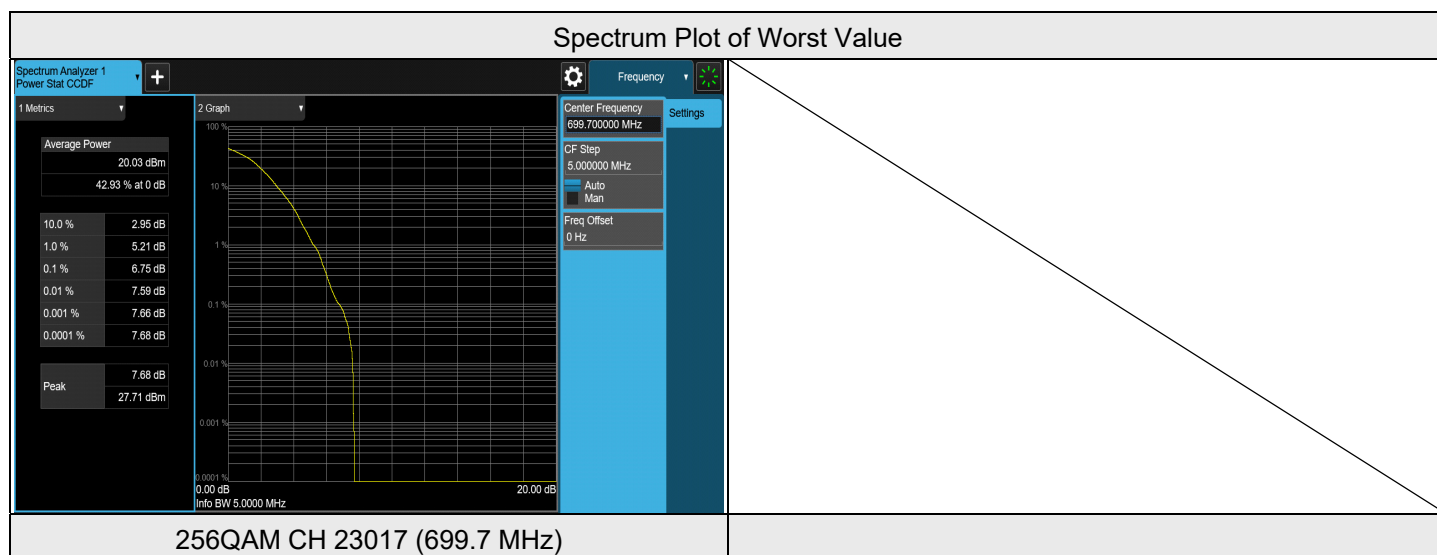 Spectrum Plot of Worst Value
Spectrum Analyzer 1
Power Stat CCDF
+
Frequency
1 Metrics
2 Graph
Center Frequency
699.700000 MHz
Settings
CF Step
5.000000 MHz
Auto
Man
Freq Offset
0 Hz
Average Power
20.03 dBm
42.93 % at 0 dB
10.0 % 2.95 dB
1.0 % 5.21 dB
0.1 % 6.75 dB
0.01 % 7.59 dB
0.001 % 7.66 dB
0.0001 % 7.68 dB
Peak
7.68 dB
27.71 dBm
100 %
10 %
1 %
0.1 %
0.01 %
0.001 %
0.0001 %
0.00 dB 20.00 dB
Info BW 5.0000 MHz
256QAM CH 23017 (699.7 MHz)